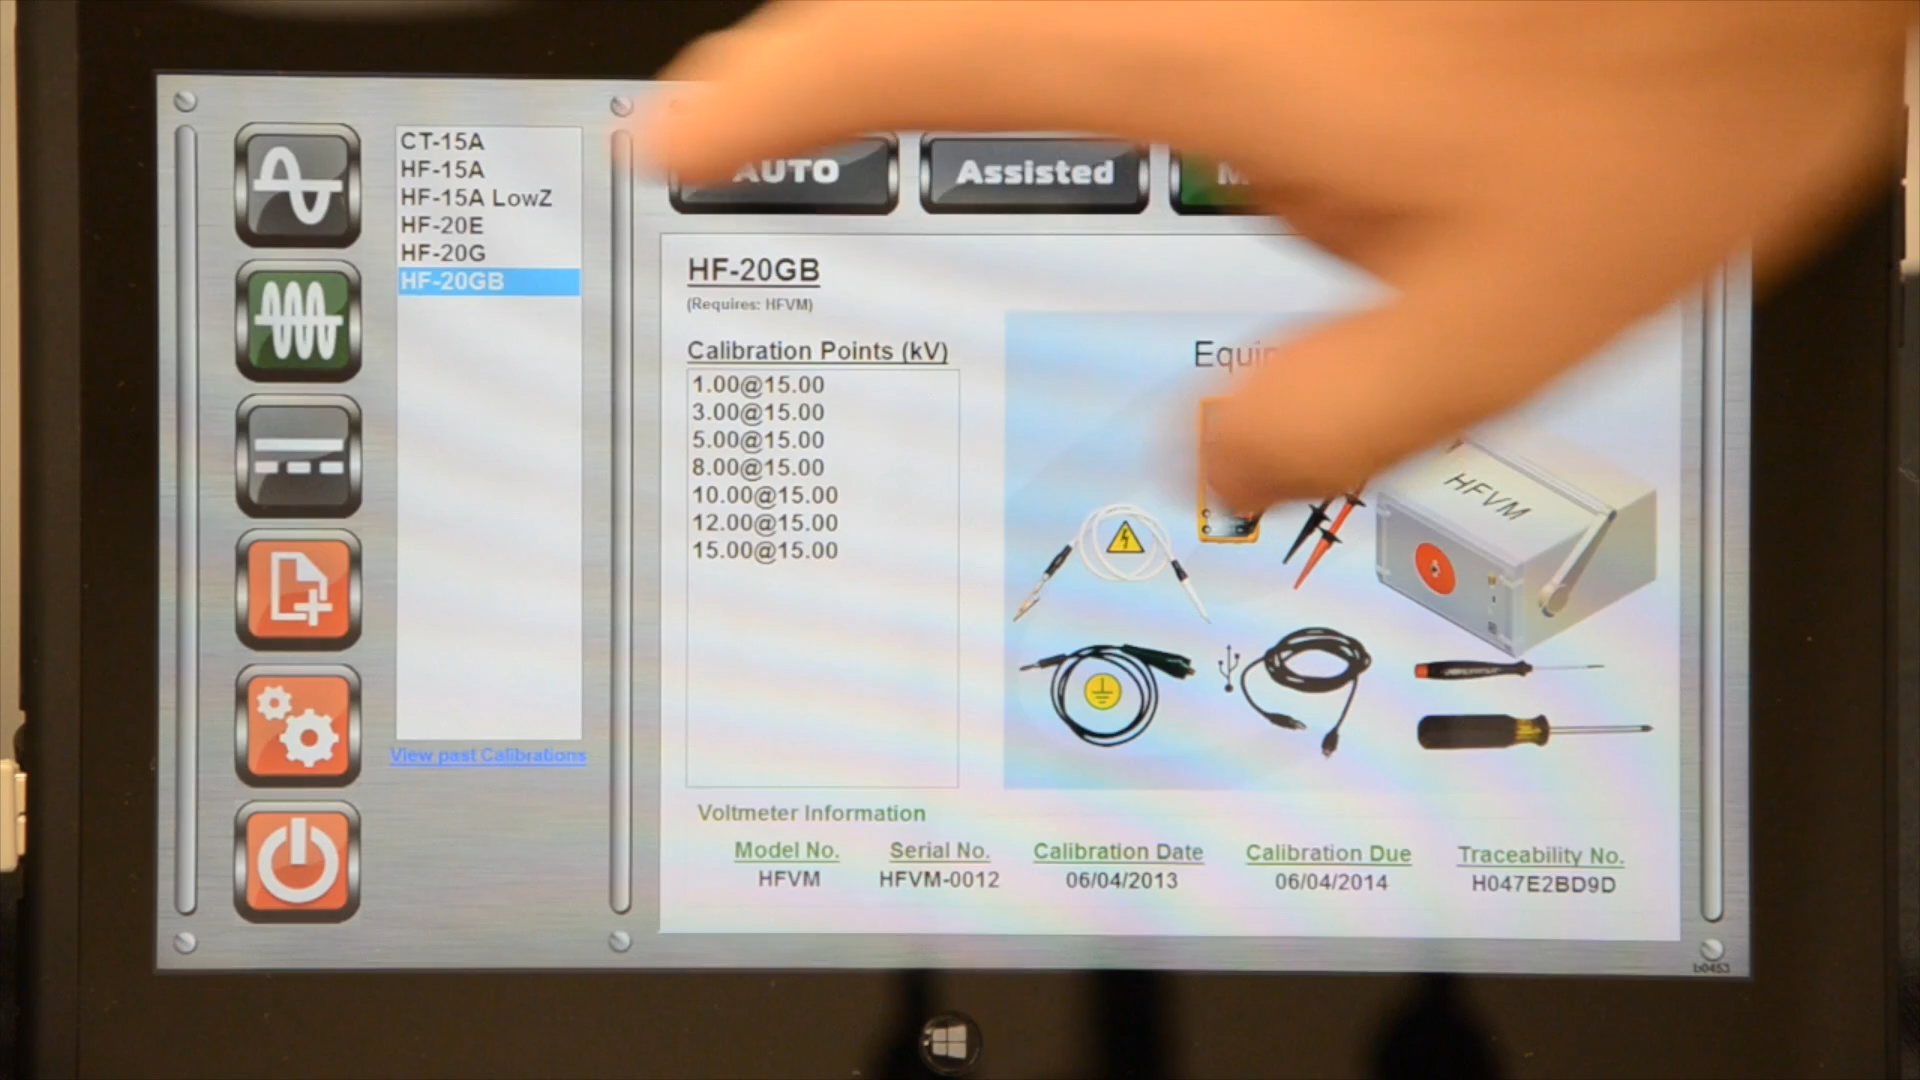 CT-15A
HF-15A
HF-15A LowZ
HF-20E
HF-20G
HF-20GB
View past Calibrations
AUTO
Assisted
HF-20GB
(Requires: HFVM)
Calibration Points (kV)
1.00@15.00
3.00@15.00
5.00@15.00
8.00@15.00
10.00@15.00
12.00@15.00
15.00@15.00
HFVM
Voltmeter Information
Model No. Serial No. Calibration Date Calibration Due Traceability No.
HFVM HFVM-0012 06/04/2013 06/04/2014 H047E2BD9D
b0453